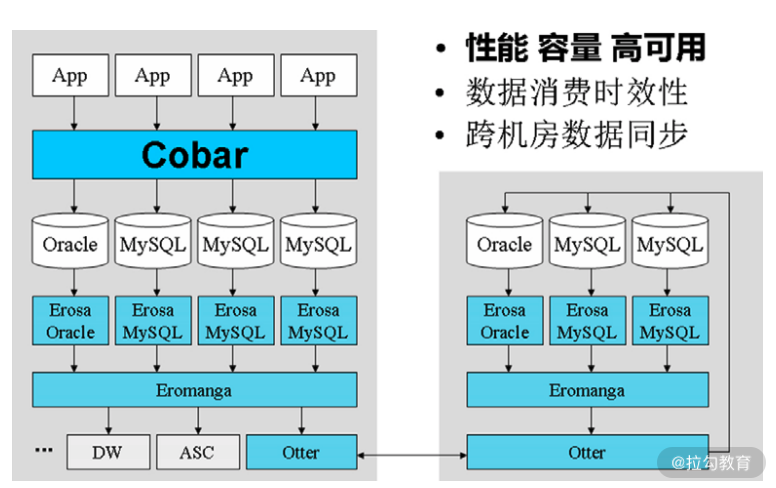 • 性能 容量 高可用
• 数据消费时效性
• 跨机房数据同步
App App App App
Cobar
Oracle MySQL MySQL MySQL
Erosa Oracle Erosa MySQL Erosa MySQL Erosa MySQL
Eromanga
... DW ASC Otter
Oracle MySQL MySQL
Erosa Oracle Erosa MySQL Erosa MySQL
Eromanga
Otter
@拉勾教育